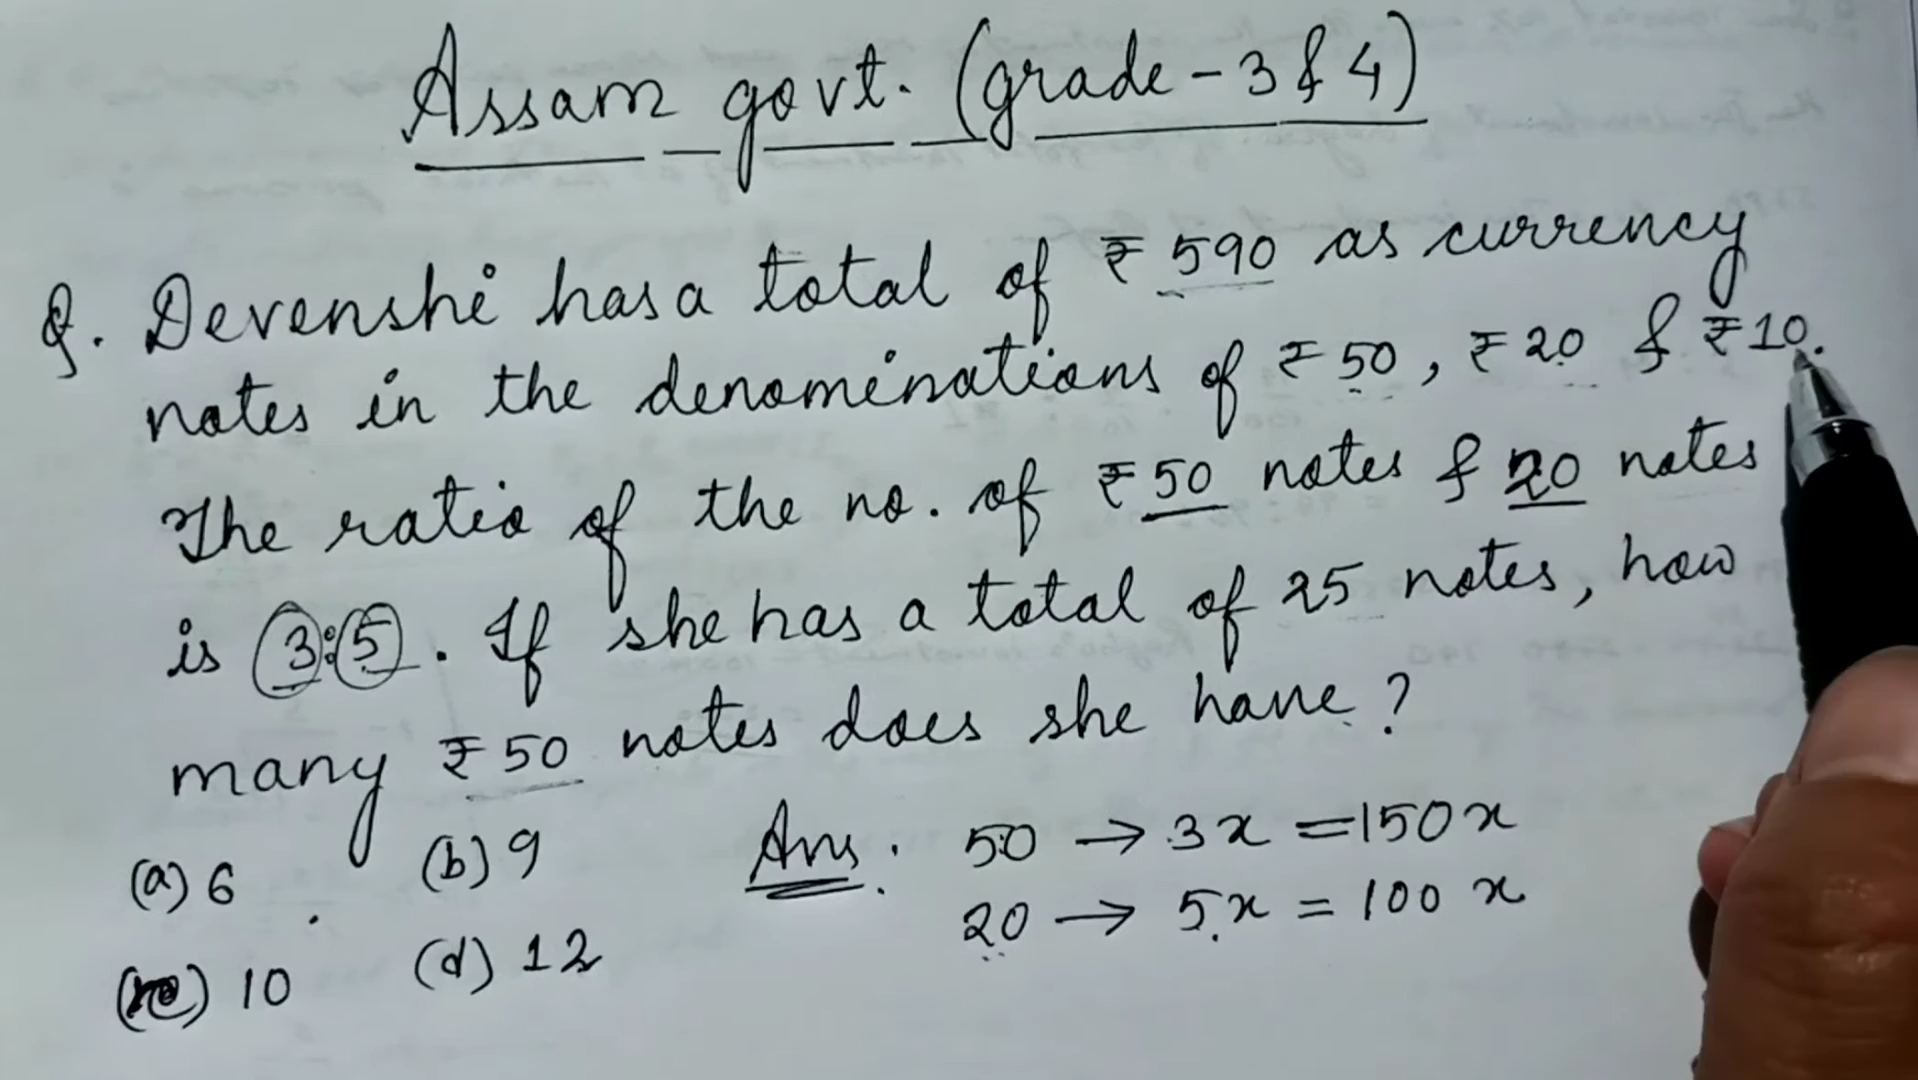 Assam govt. (grade-3 & 4)
Q. Devenshi has a total of ₹ 590 as currency
notes in the denominations of ₹ 50, ₹ 20 & ₹ 10.
The ratio of the no. of ₹ 50 notes & 20 notes
is 3:5. If she has a total of 25 notes, how
many ₹ 50 notes does she have?
(a) 6 (b) 9
(c) 10 (d) 12
Ans: 50 → 3x = 150x
20 → 5x = 100x